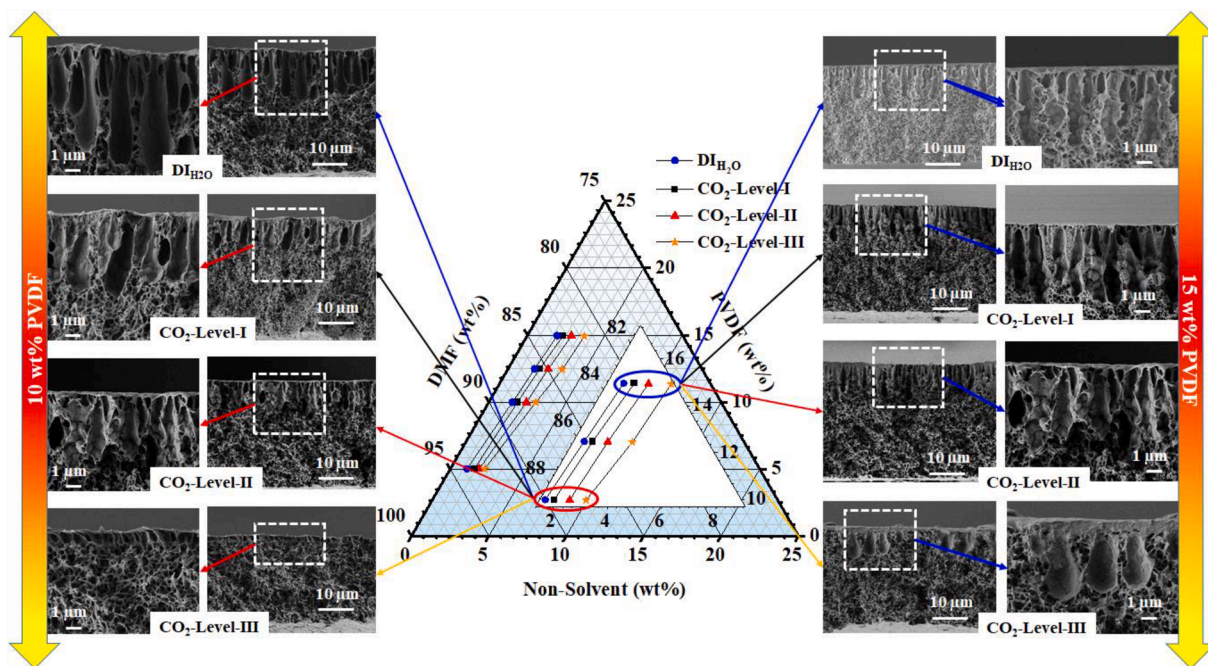 10 wt% PVDF
1 µm
10 µm
DI_H2O
1 µm
10 µm
CO2-Level-I
1 µm
10 µm
CO2-Level-II
1 µm
10 µm
CO2-Level-III
DI_H2O
CO2-Level-I
CO2-Level-II
CO2-Level-III
75
80
85
90
95
100
DMF (wt%)
25
20
15
10
5
0
PVDF (wt%)
0
5
10
15
20
25
Non-Solvent (wt%)
82
84
86
88
16
14
12
10
2
4
6
8
10 µm
1 µm
DI_H2O
10 µm
1 µm
CO2-Level-I
10 µm
1 µm
CO2-Level-II
10 µm
1 µm
CO2-Level-III
15 wt% PVDF